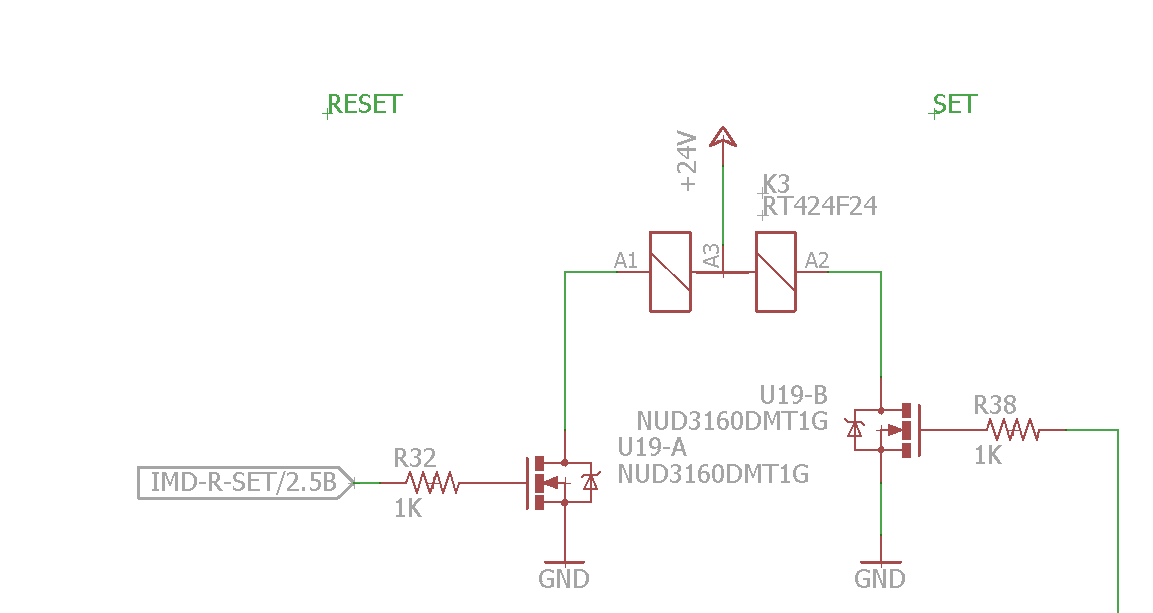 RESET
SET
+24V
K3
RT424F24
A1
A3
A2
U19-B
NUD3160DMT1G
R38
1K
U19-A
NUD3160DMT1G
R32
IMD-R-SET/2.5B
1K
GND
GND